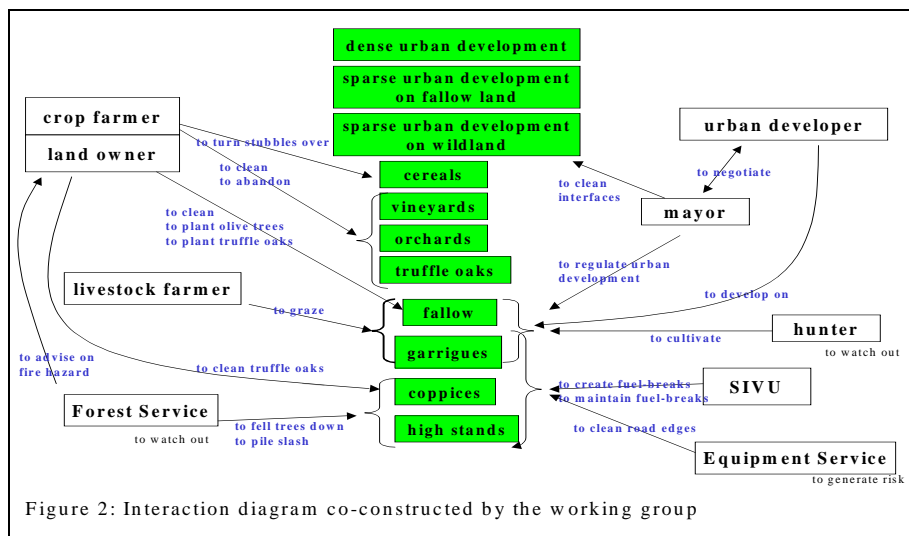 dense urban development
sparse urban development
on fallow land
sparse urban development
on wildland
crop farmer
land owner
to turn stubbles over
to clean
to abandon
cereals
vineyards
orchards
truffle oaks
to clean
to plant olive trees
to plant truffle oaks
urban developer
to negotiate
to clean
interfaces
mayor
to regulate urban
development
to develop on
livestock farmer
to graze
fallow
garrigues
hunter
to cultivate
to watch out
to advise on
fire hazard
to clean truffle oaks
coppices
high stands
Forest Service
to watch out
to fell trees down
to pile slash
to create fuel-breaks
to maintain fuel-breaks
SIVU
to clean road edges
Equipment Service
to generate risk
Figure 2: Interaction diagram co-constructed by the working group